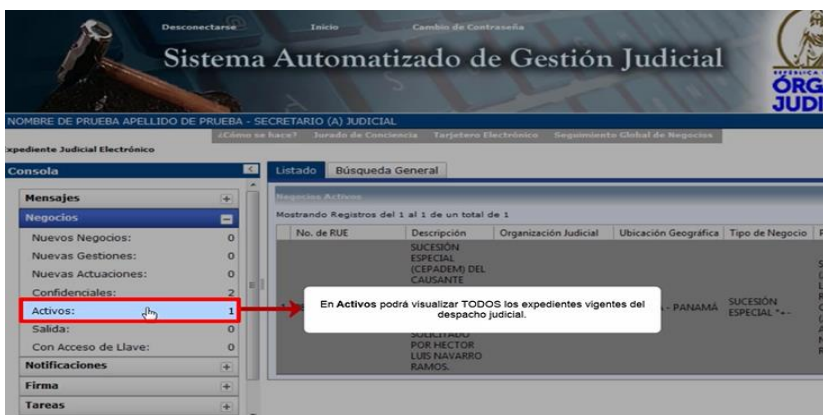 Desconectarse Inicio Cambio de Contraseña
Sistema Automatizado de Gestión Judicial
NOMBRE DE PRUEBA APELLIDO DE PRUEBA - SECRETARIO (A) JUDICIAL
¿Cómo se hace? Jurado de Conciencia Tarjetero Electrónico Seguimiento Global de Negocios
Expediente Judicial Electrónico
Consola
Mensajes
Negocios
Nuevos Negocios: 0
Nuevas Gestiones: 0
Nuevas Actuaciones: 0
Confidenciales: 2
Activos: 1
Salida: 0
Con Acceso de Llave: 0
Notificaciones
Firma
Tareas
Listado Búsqueda General
Negocios Activos
Mostrando Registros del 1 al 1 de un total de 1
No. de RUE Descripción Organización Judicial Ubicación Geográfica Tipo de Negocio
SUCESIÓN
ESPECIAL
(CEPADEM) DEL
CAUSANTE
En Activos podrá visualizar TODOS los expedientes vigentes del
despacho judicial.
SOLICITADO
POR HECTOR
LUIS NAVARRO
RAMOS.
- PANAMÁ
SUCESIÓN
ESPECIAL *+-